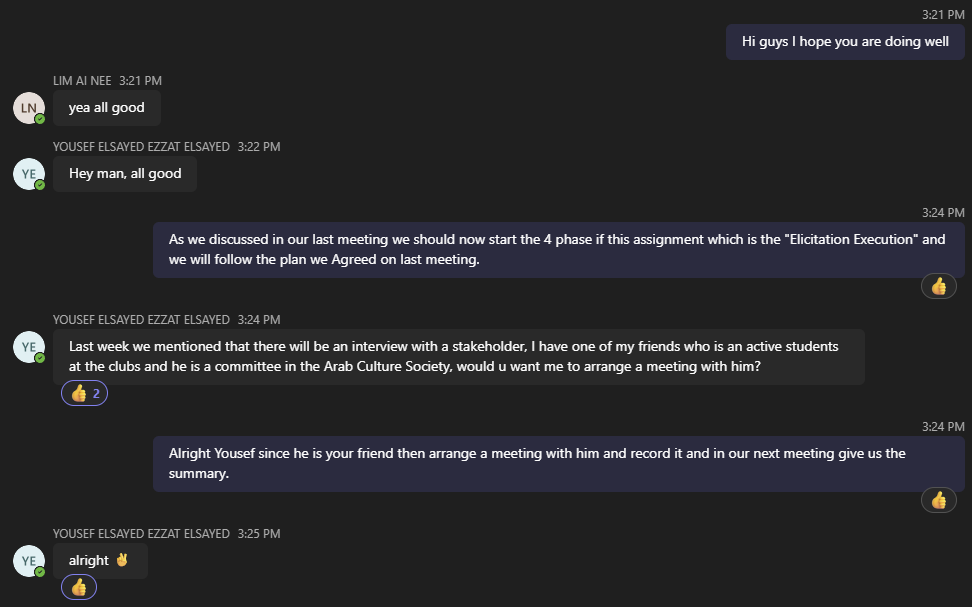 3:21 PM
Hi guys I hope you are doing well
LIM AI NEE 3:21 PM
LN
yea all good
YOUSEF ELSAYED EZZAT ELSAYED 3:22 PM
YE
Hey man, all good
3:24 PM
As we discussed in our last meeting we should now start the 4 phase if this assignment which is the "Elicitation Execution" and
we will follow the plan we Agreed on last meeting.
👍
YOUSEF ELSAYED EZZAT ELSAYED 3:24 PM
YE
Last week we mentioned that there will be an interview with a stakeholder, I have one of my friends who is an active students
at the clubs and he is a committee in the Arab Culture Society, would u want me to arrange a meeting with him?
👍 2
3:24 PM
Alright Yousef since he is your friend then arrange a meeting with him and record it and in our next meeting give us the
summary.
👍
YOUSEF ELSAYED EZZAT ELSAYED 3:25 PM
YE
alright ✌️
👍